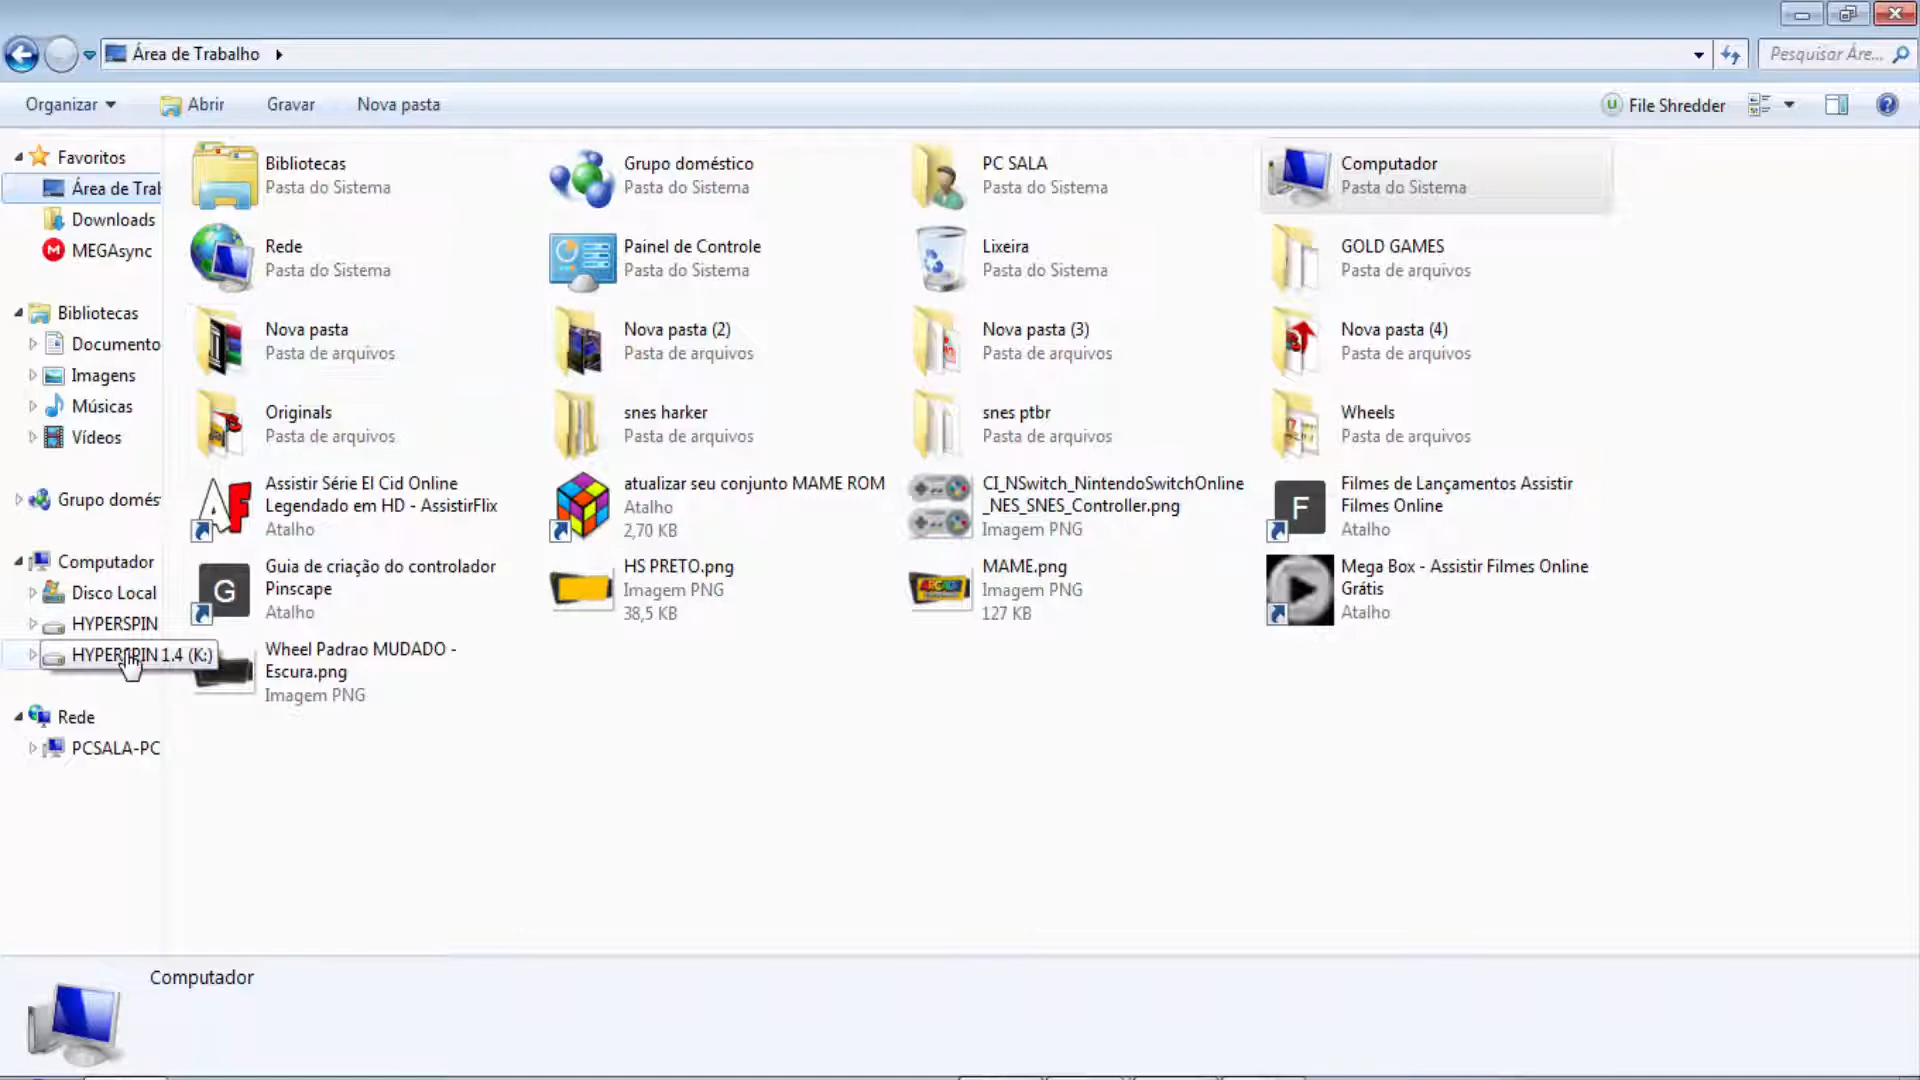 Área de Trabalho
Pesquisar Áre...
Organizar
Abrir
Gravar
Nova pasta
File Shredder
Favoritos
Área de Tral
Downloads
MEGAsync
Bibliotecas
Documento
Imagens
Músicas
Vídeos
Grupo domés
Computador
Disco Local
HYPERSPIN
HYPERSPIN 1.4 (K:)
Rede
PCSALA-PC
Bibliotecas
Pasta do Sistema
Grupo doméstico
Pasta do Sistema
PC SALA
Pasta do Sistema
Computador
Pasta do Sistema
Rede
Pasta do Sistema
Painel de Controle
Pasta do Sistema
Lixeira
Pasta do Sistema
GOLD GAMES
Pasta de arquivos
Nova pasta
Pasta de arquivos
Nova pasta (2)
Pasta de arquivos
Nova pasta (3)
Pasta de arquivos
Nova pasta (4)
Pasta de arquivos
Originals
Pasta de arquivos
snes harker
Pasta de arquivos
snes ptbr
Pasta de arquivos
Wheels
Pasta de arquivos
AF
Assistir Série El Cid Online
Legendado em HD - AssistirFlix
Atalho
atualizar seu conjunto MAME ROM
Atalho
2,70 KB
CI_NSwitch_NintendoSwitchOnline
_NES_SNES_Controller.png
Imagem PNG
F
Filmes de Lançamentos Assistir
Filmes Online
Atalho
G
Guia de criação do controlador
Pinscape
Atalho
HS PRETO.png
Imagem PNG
38,5 KB
MAME.png
Imagem PNG
127 KB
Mega Box - Assistir Filmes Online
Grátis
Atalho
Wheel Padrao MUDADO -
Escura.png
Imagem PNG
Computador